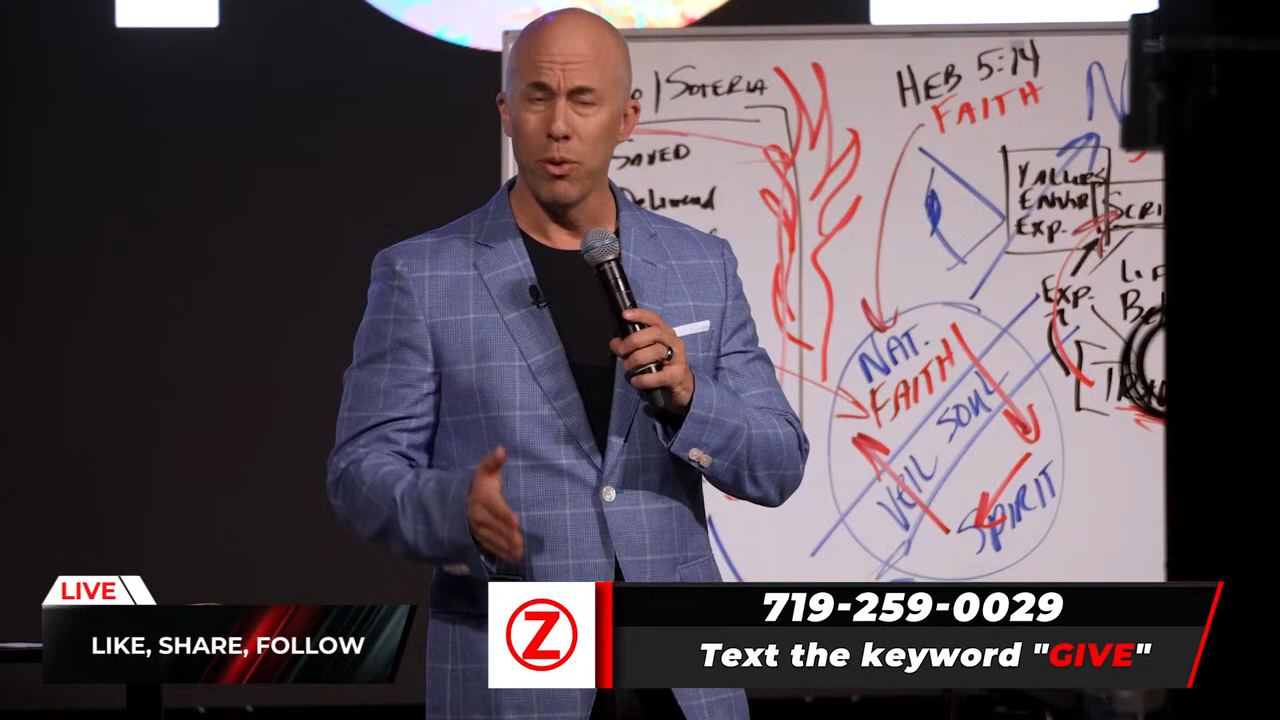 SOTERIA
SAVED
HEB 5:14
FAITH
VALUES
ENVIR
EXP.
EXP.
NAT.
FAITH
VEIL SOUL
SPIRIT
LIVE
LIKE, SHARE, FOLLOW
Z
719-259-0029
Text the keyword "GIVE"